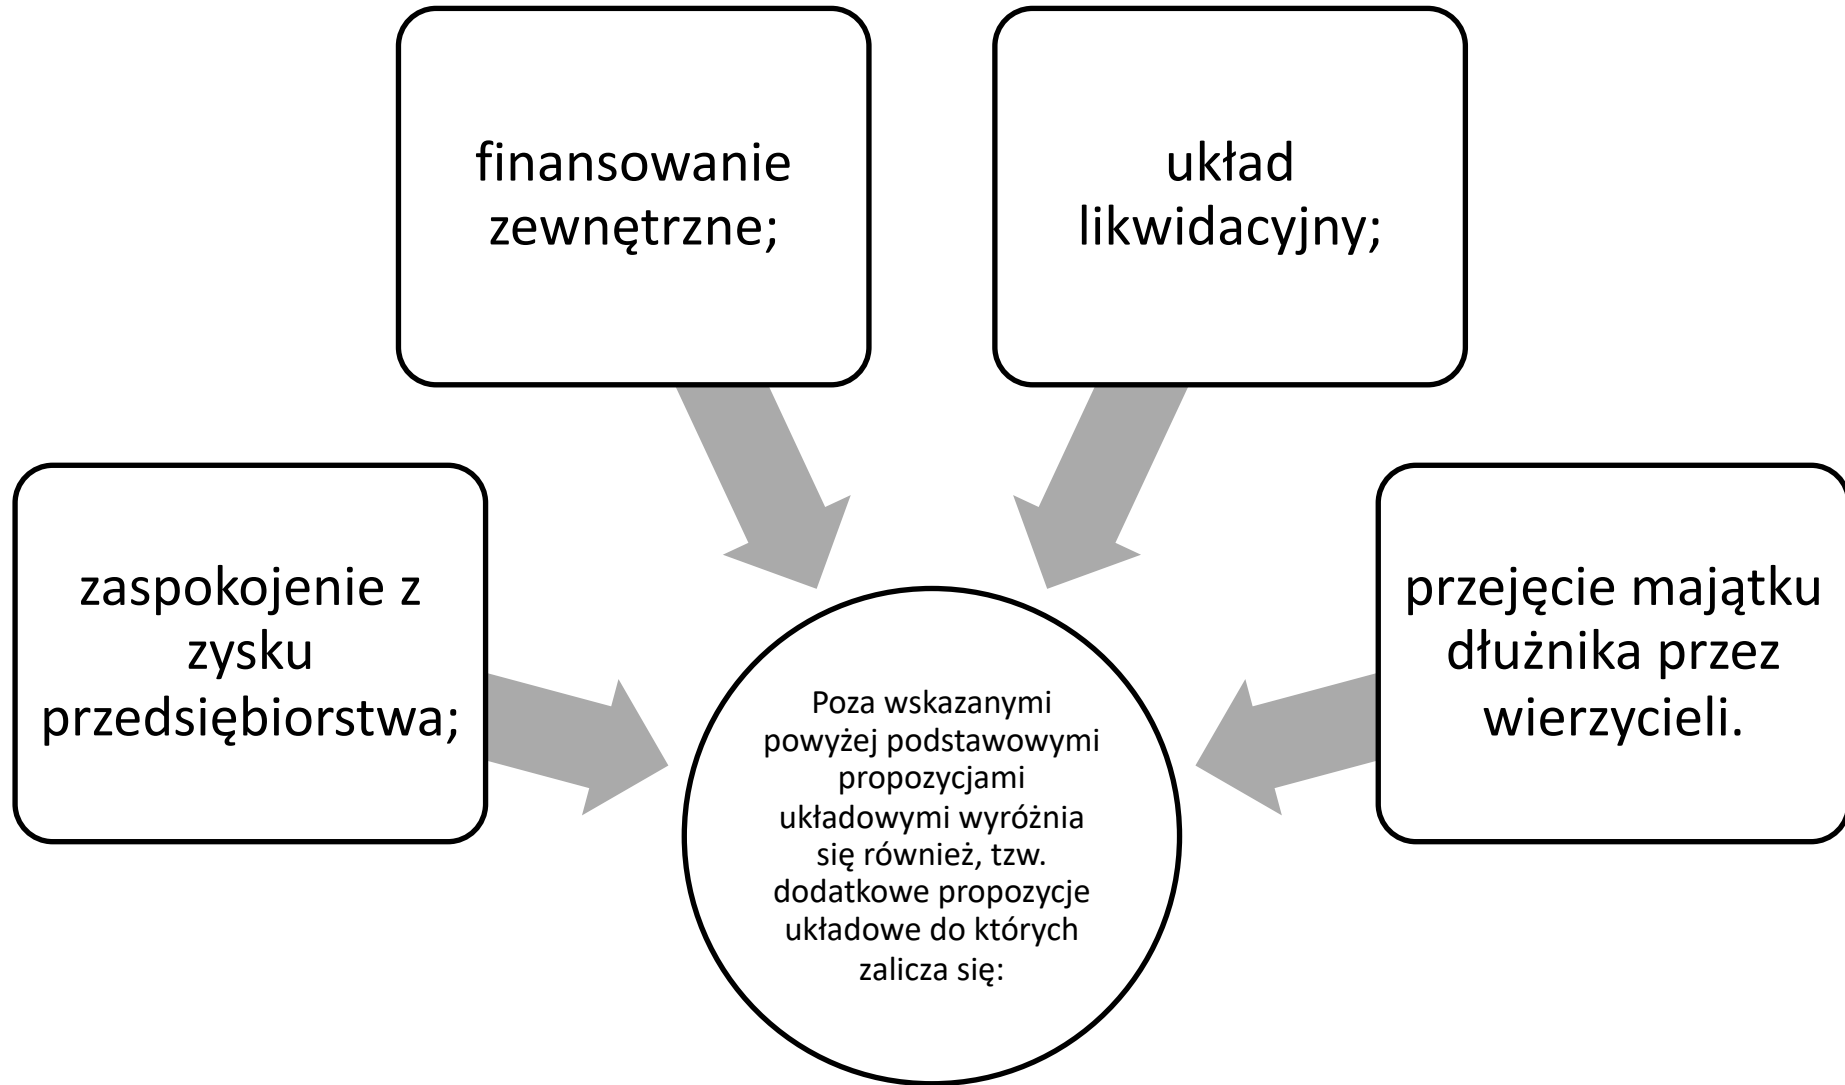 finansowanie
zewnętrzne;
układ
likwidacyjny;
zaspokojenie z
zysku
przedsiębiorstwa;
Poza wskazanymi
powyżej podstawowymi
propozycjami
układowymi wyróżnia
się również, tzw.
dodatkowe propozycje
układowe do których
zalicza się:
przejęcie majątku
dłużnika przez
wierzycieli.